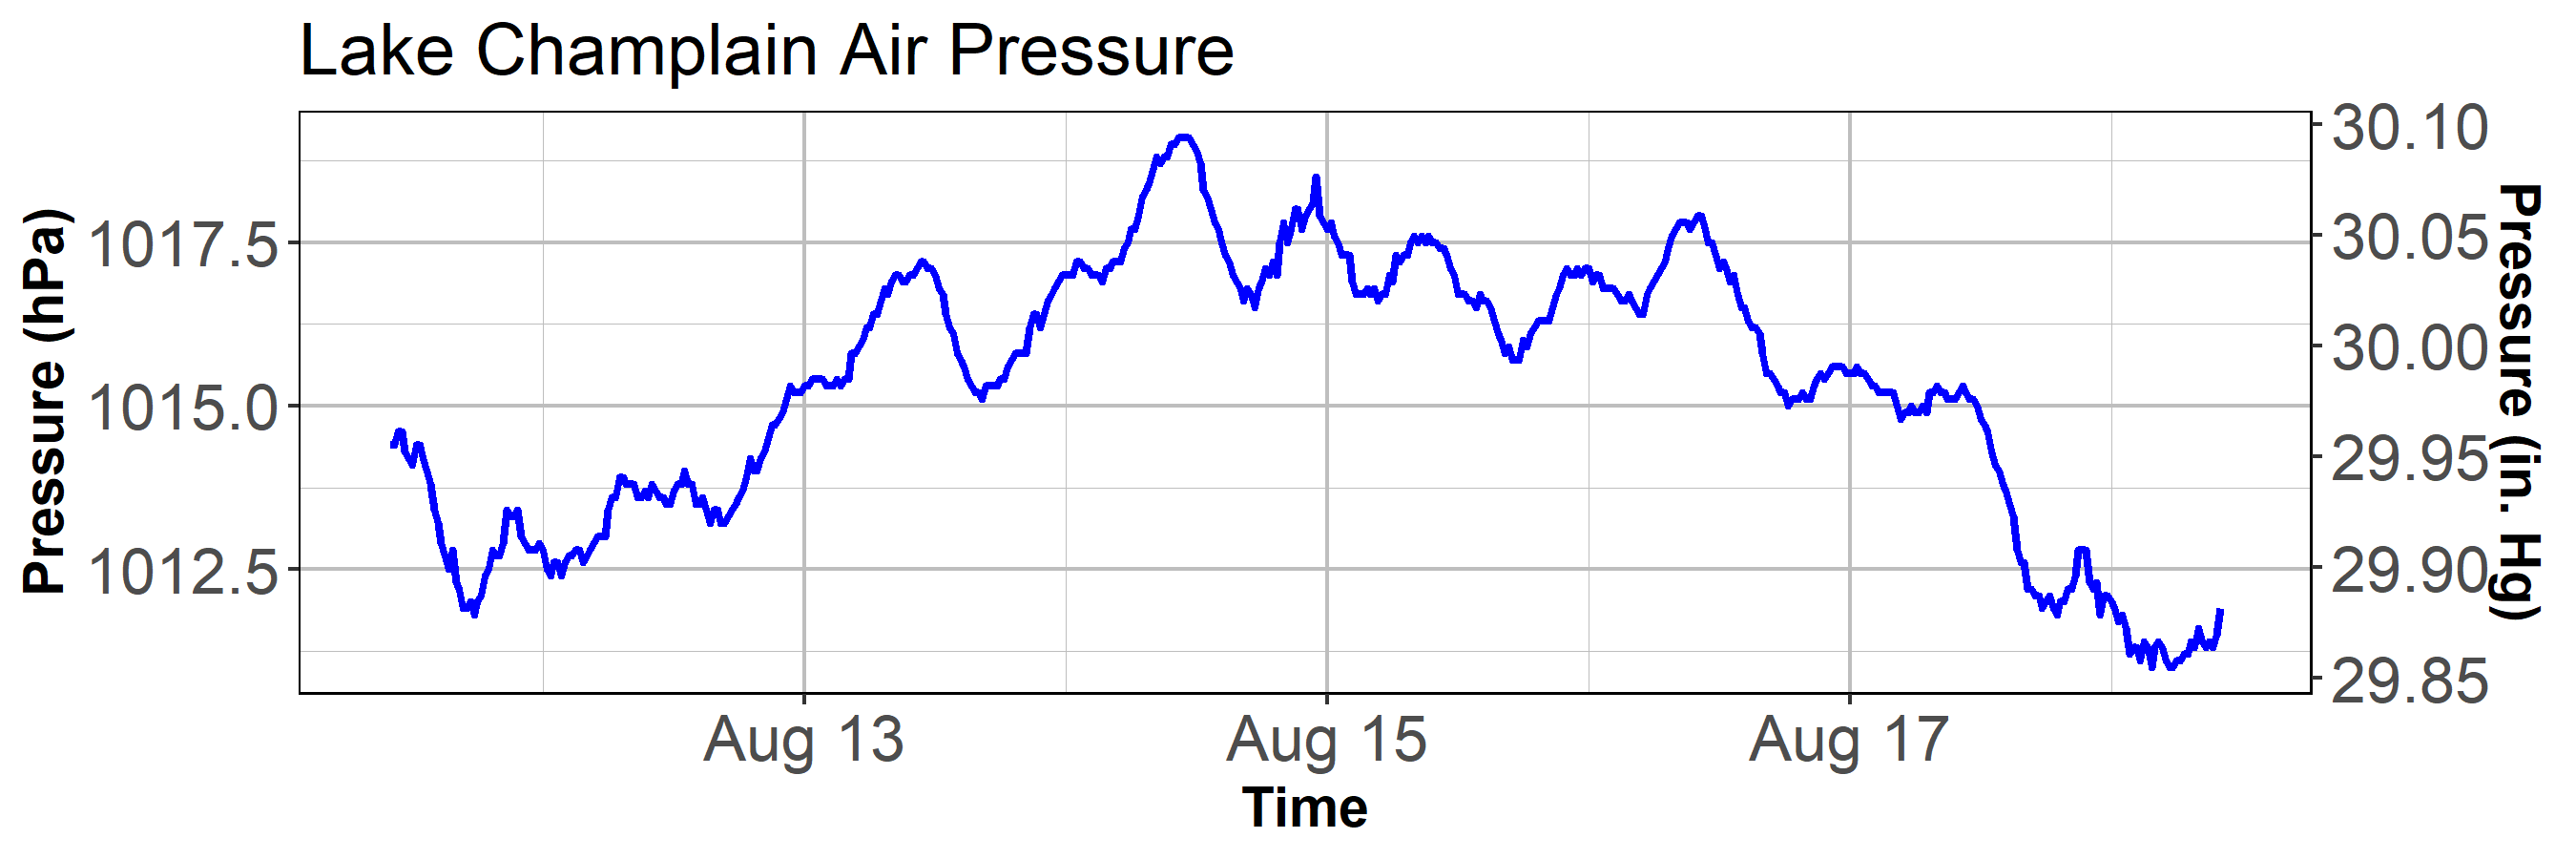 Lake Champlain Air Pressure
Pressure (hPa)
1017.5
1015.0
1012.5
30.10
30.05
30.00
29.95
29.90
29.85
Pressure (in. Hg)
Aug 13 Aug 15 Aug 17
Time